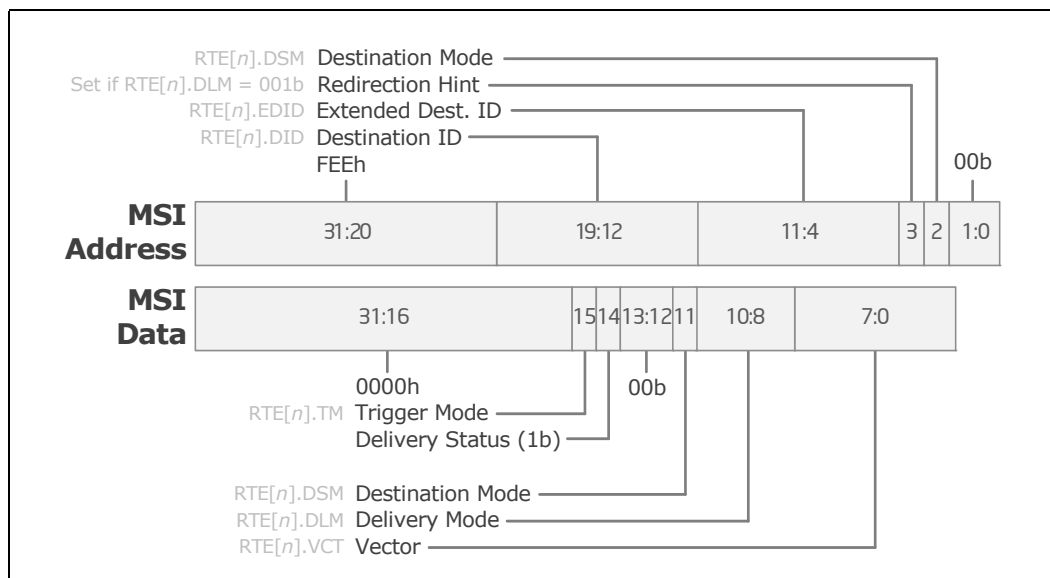 RTE[n].DSM Destination Mode
Set if RTE[n].DLM = 001b Redirection Hint
RTE[n].EDID Extended Dest. ID
RTE[n].DID Destination ID
FEEh
00b
MSI
Address
31:20 19:12 11:4 3 2 1:0
MSI
Data
31:16 15 14 13:12 11 10:8 7:0
0000h 00b
RTE[n].TM Trigger Mode
Delivery Status (1b)
RTE[n].DSM Destination Mode
RTE[n].DLM Delivery Mode
RTE[n].VCT Vector